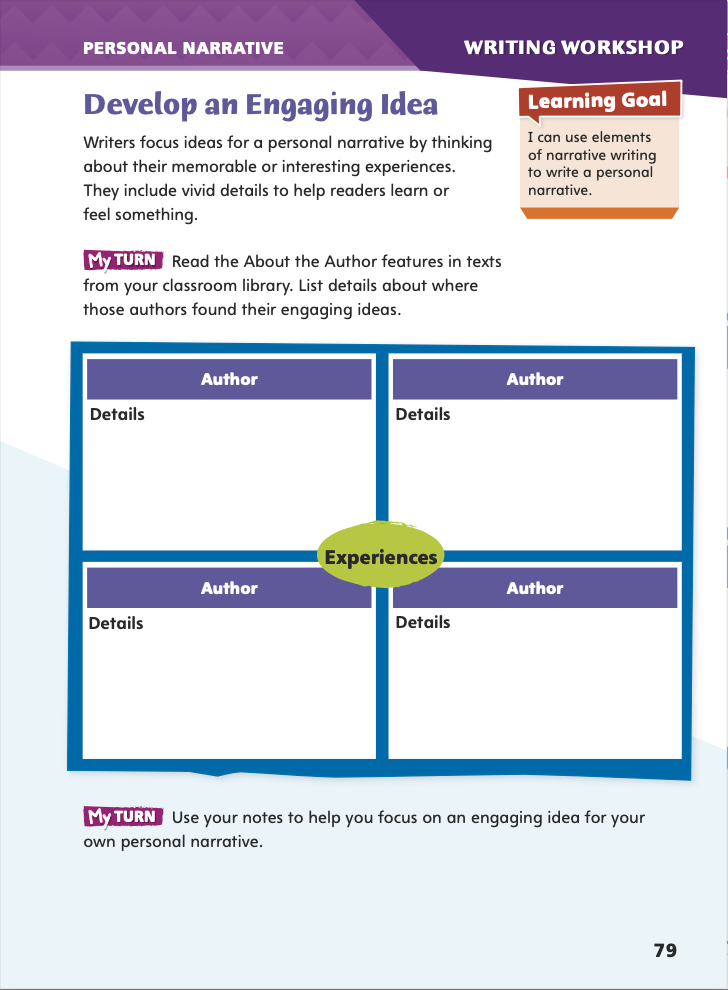 PERSONAL NARRATIVE
WRITING WORKSHOP
Develop an Engaging Idea
Writers focus ideas for a personal narrative by thinking
about their memorable or interesting experiences.
They include vivid details to help readers learn or
feel something.
Learning Goal
I can use elements
of narrative writing
to write a personal
narrative.
My TURN Read the About the Author features in texts
from your classroom library. List details about where
those authors found their engaging ideas.
Author
Details
Author
Details
Experiences
Author
Details
Author
Details
My TURN Use your notes to help you focus on an engaging idea for your
own personal narrative.
79